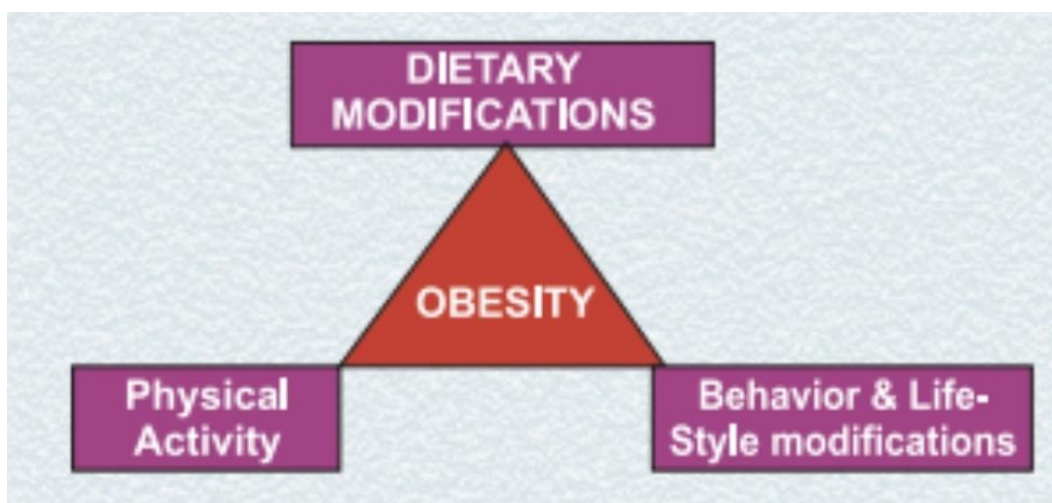 DIETARY
MODIFICATIONS
OBESITY
Physical
Activity
Behavior & Life-
Style modifications